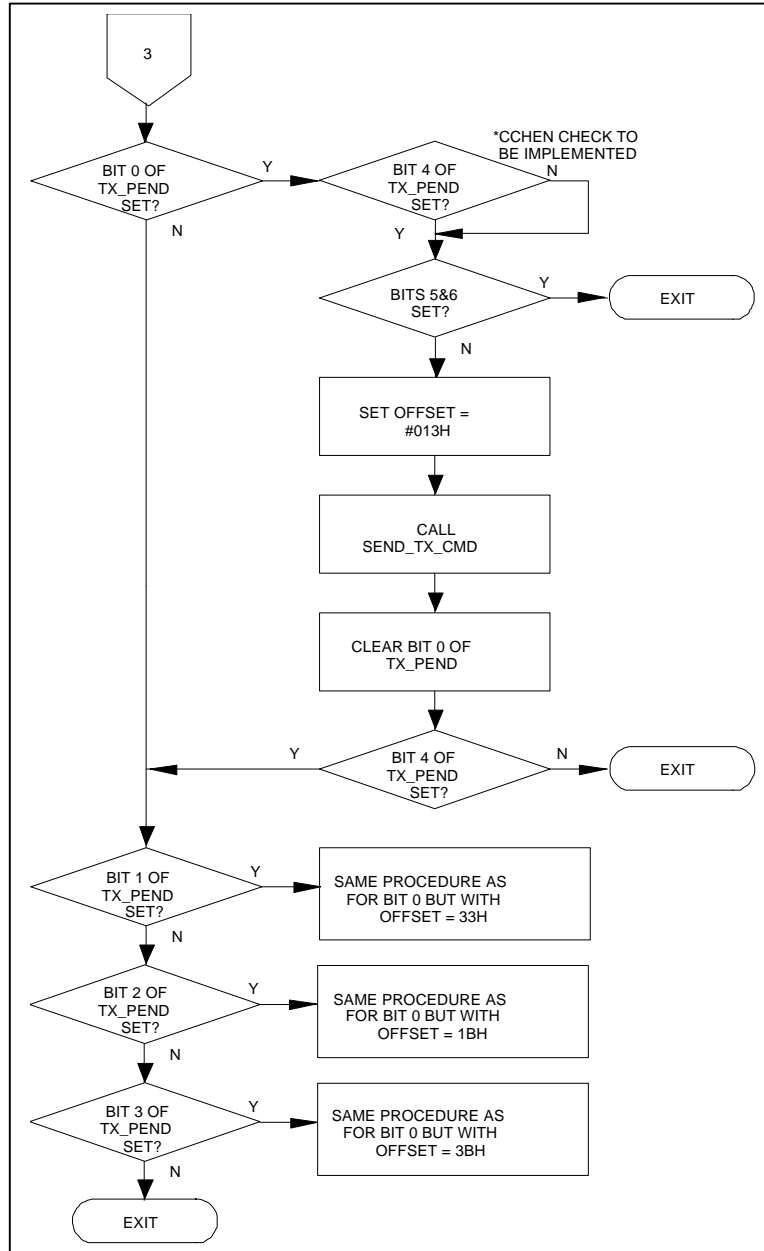 3
BIT 0 OF
TX_PEND
SET?
Y
N
*CCHEN CHECK TO
BE IMPLEMENTED
BIT 4 OF
TX_PEND
SET?
N
Y
BITS 5&6
SET?
Y
EXIT
N
SET OFFSET =
#013H
CALL
SEND_TX_CMD
CLEAR BIT 0 OF
TX_PEND
BIT 4 OF
TX_PEND
SET?
Y
N
EXIT
BIT 1 OF
TX_PEND
SET?
Y
SAME PROCEDURE AS
FOR BIT 0 BUT WITH
OFFSET = 33H
N
BIT 2 OF
TX_PEND
SET?
Y
SAME PROCEDURE AS
FOR BIT 0 BUT WITH
OFFSET = 1BH
N
BIT 3 OF
TX_PEND
SET?
Y
SAME PROCEDURE AS
FOR BIT 0 BUT WITH
OFFSET = 3BH
N
EXIT